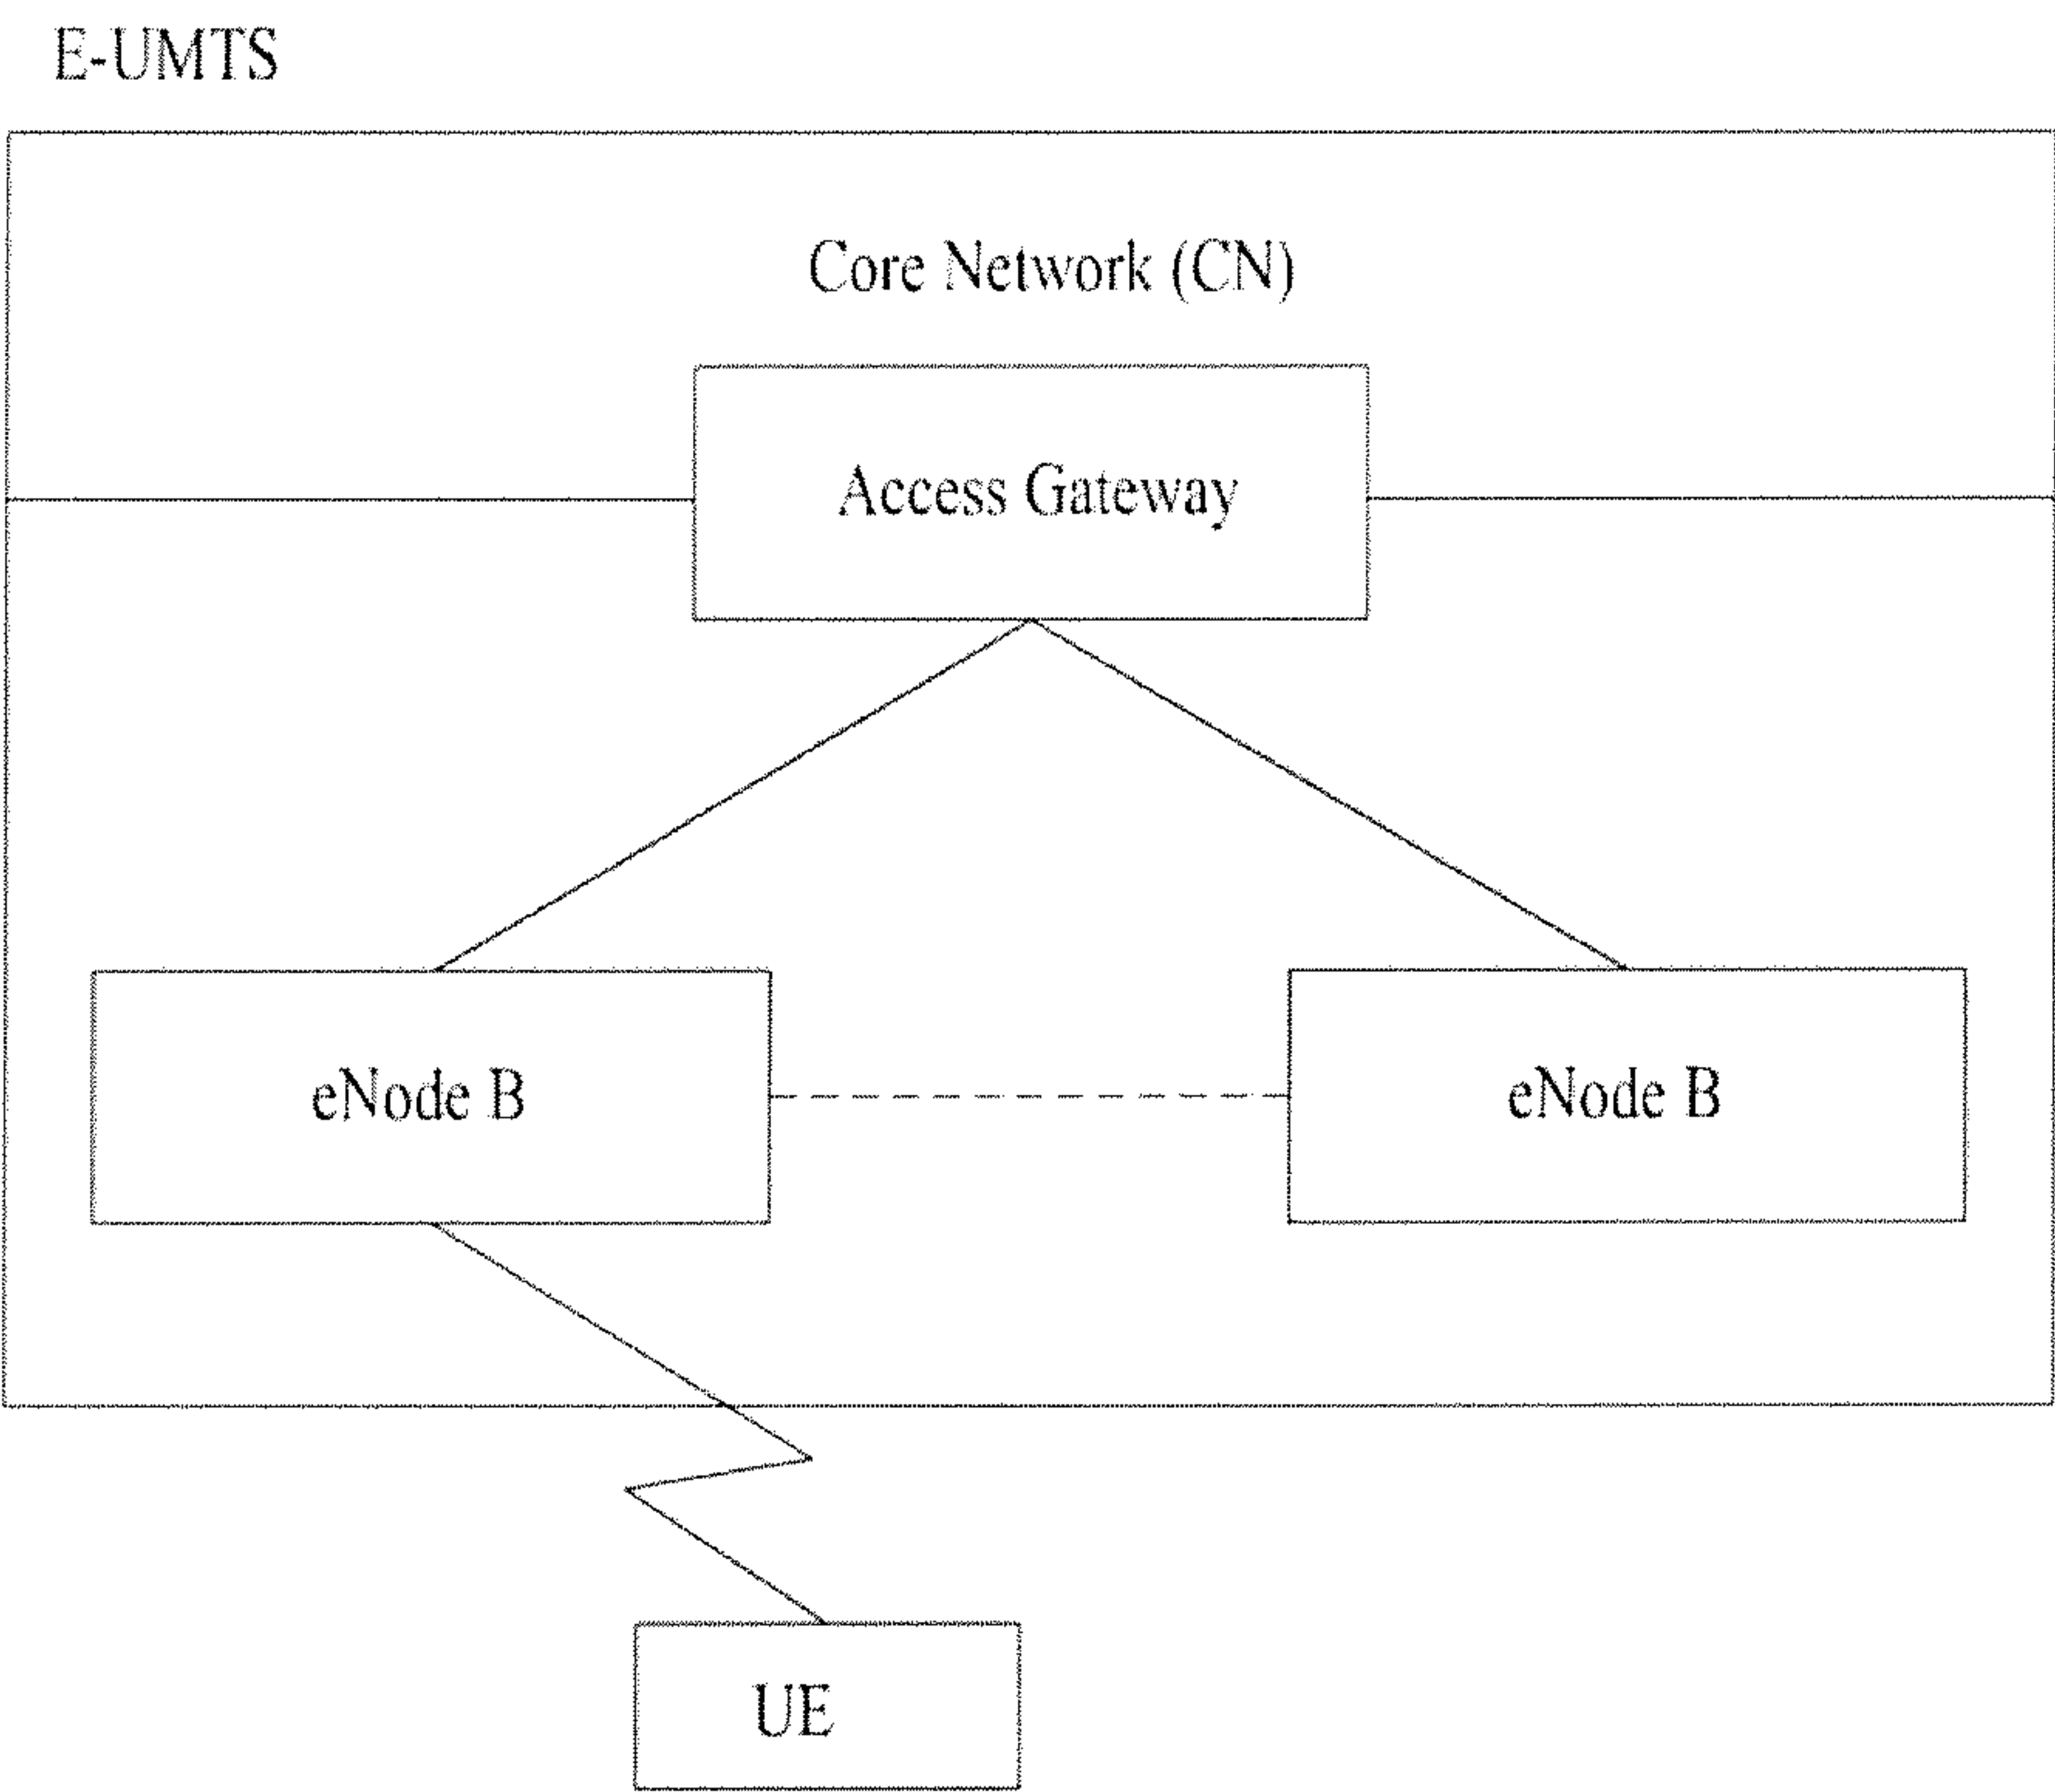 E-UMTS
Core Network (CN)
Access Gateway
eNode B
eNode B
UE